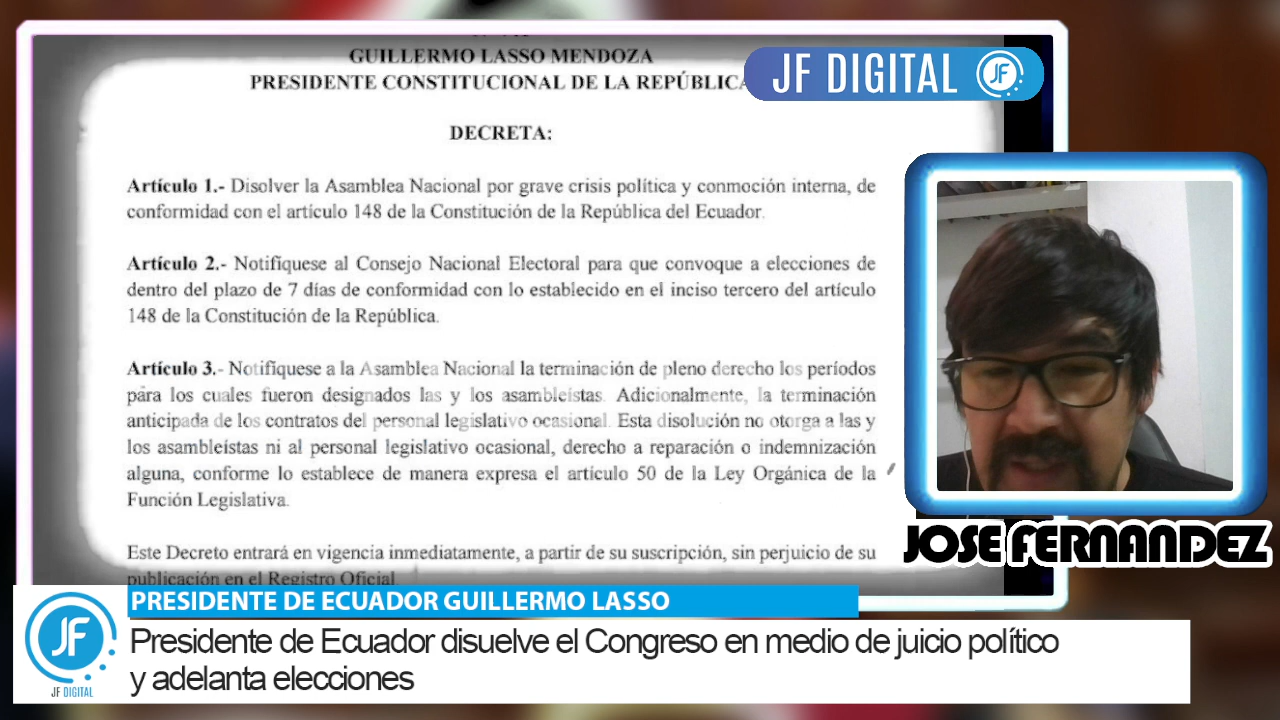 GUILLERMO LASSO MENDOZA
PRESIDENTE CONSTITUCIONAL DE LA REPÚBLICA
JF DIGITAL JF
DECRETA:
Artículo 1.- Disolver la Asamblea Nacional por grave crisis política y conmoción interna, de
conformidad con el artículo 148 de la Constitución de la República del Ecuador.
Artículo 2.- Notifíquese al Consejo Nacional Electoral para que convoque a elecciones de
dentro del plazo de 7 días de conformidad con lo establecido en el inciso tercero del artículo
148 de la Constitución de la República.
Artículo 3.- Notifíquese a la Asamblea Nacional la terminación de pleno derecho los períodos
para los cuales fueron designados las y los asambleístas. Adicionalmente, la terminación
anticipada de los contratos del personal legislativo ocasional. Esta disolución no otorga a las y
los asambleístas ni al personal legislativo ocasional, derecho a reparación o indemnización
alguna, conforme lo establece de manera expresa el artículo 50 de la Ley Orgánica de la
Función Legislativa.
Este Decreto entrará en vigencia inmediatamente, a partir de su suscripción, sin perjuicio de su
publicación en el Registro Oficial
JOSE FERNANDEZ
PRESIDENTE DE ECUADOR GUILLERMO LASSO
Presidente de Ecuador disuelve el Congreso en medio de juicio político
y adelanta elecciones
JF
JF DIGITAL